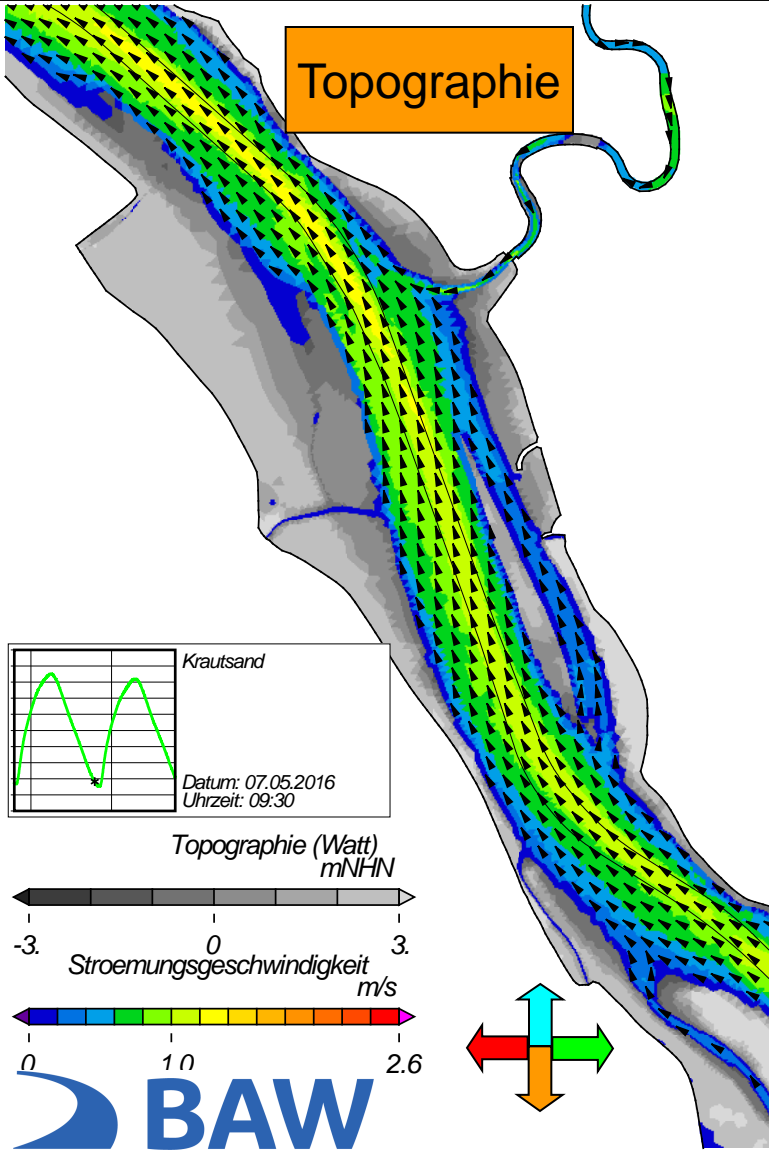 Topographie
Krautsand
Datum: 07.05.2016
Uhrzeit: 09:30
Topographie (Watt)
mNHN
-3. 0 3.
Stroemungsgeschwindigkeit
m/s
0 1.0 2.6
BAW